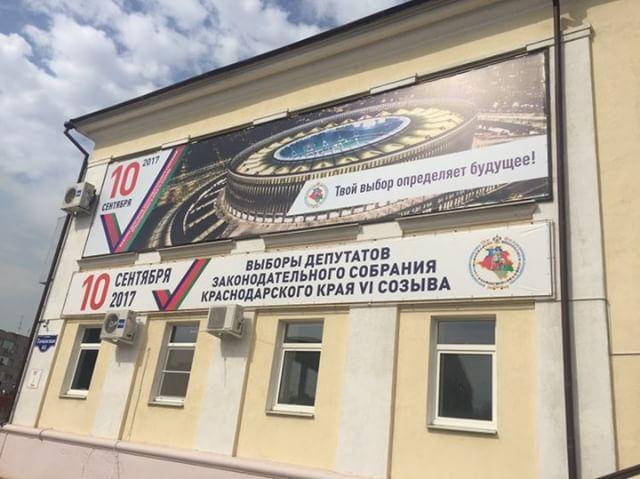 2017
10
СЕНТЯБРЯ
Твой выбор определяет будущее!
10 СЕНТЯБРЯ
2017
ВЫБОРЫ ДЕПУТАТОВ
ЗАКОНОДАТЕЛЬНОГО СОБРАНИЯ
КРАСНОДАРСКОГО КРАЯ VI СОЗЫВА